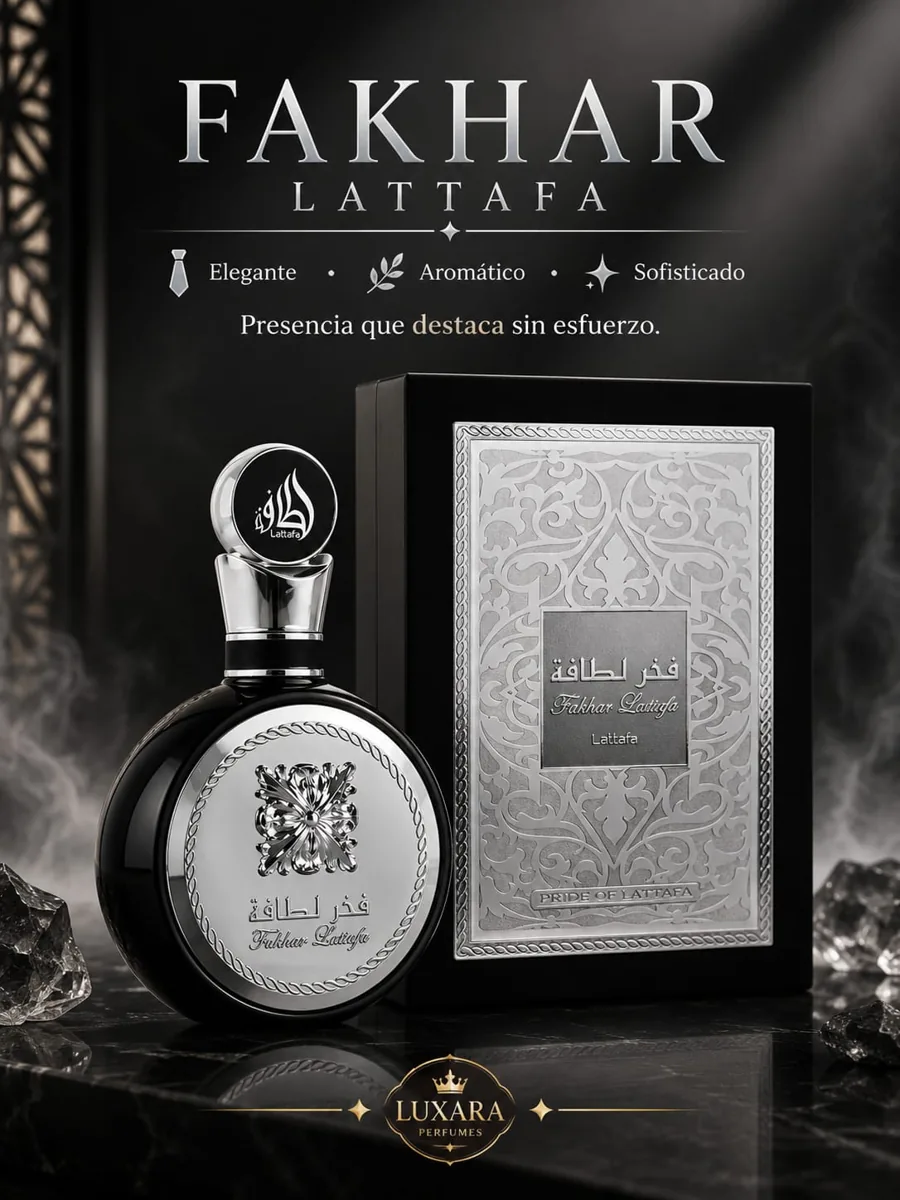 FAKHAR
LATTAFA
Elegante • Aromático • Sofisticado
Presencia que destaca sin esfuerzo.
لطافة
Lattafa
فخر لطافة
Fakhar Lattafa
Lattafa
PRIDE OF LATTAFA
فخر لطافة
Fakhar Lattafa
LUXARA
PERFUMES